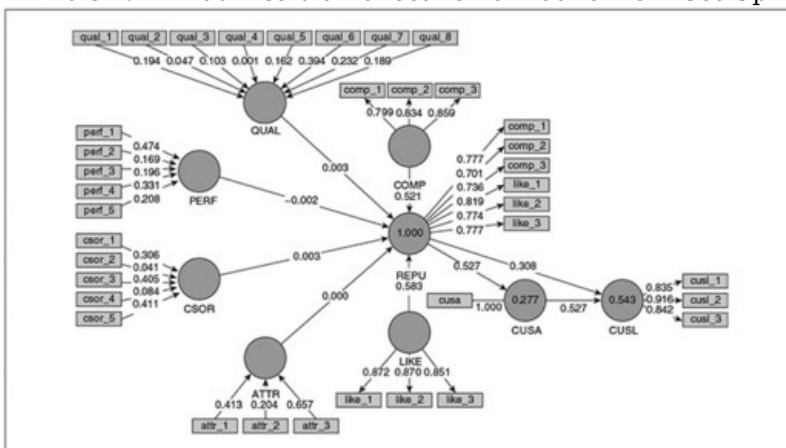 qual_1 qual_2 qual_3 qual_4 qual_5 qual_6 qual_7 qual_8
0.194 0.047 0.103 0.001 0.162 0.394 0.232 0.189
QUAL
comp_1 comp_2 comp_3
0.799 0.834 0.859
COMP
0.521
perf_1
perf_2
perf_3
perf_4
perf_5
0.474
0.169
0.196
0.331
0.208
PERF
0.003
-0.002
comp_1
comp_2
comp_3
like_1
like_2
like_3
0.777
0.701
0.736
0.819
0.774
0.777
1.000
REPU
0.583
csor_1
csor_2
csor_3
csor_4
csor_5
0.306
0.041
0.405
0.084
0.411
CSOR
0.003
0.000
0.527
0.308
cusa
1.000
0.277
CUSA
0.527
0.543
CUSL
0.835
0.916
0.842
cusl_1
cusl_2
cusl_3
LIKE
0.872 0.870 0.851
like_1 like_2 like_3
ATTR
0.413 0.204 0.657
attr_1 attr_2 attr_3